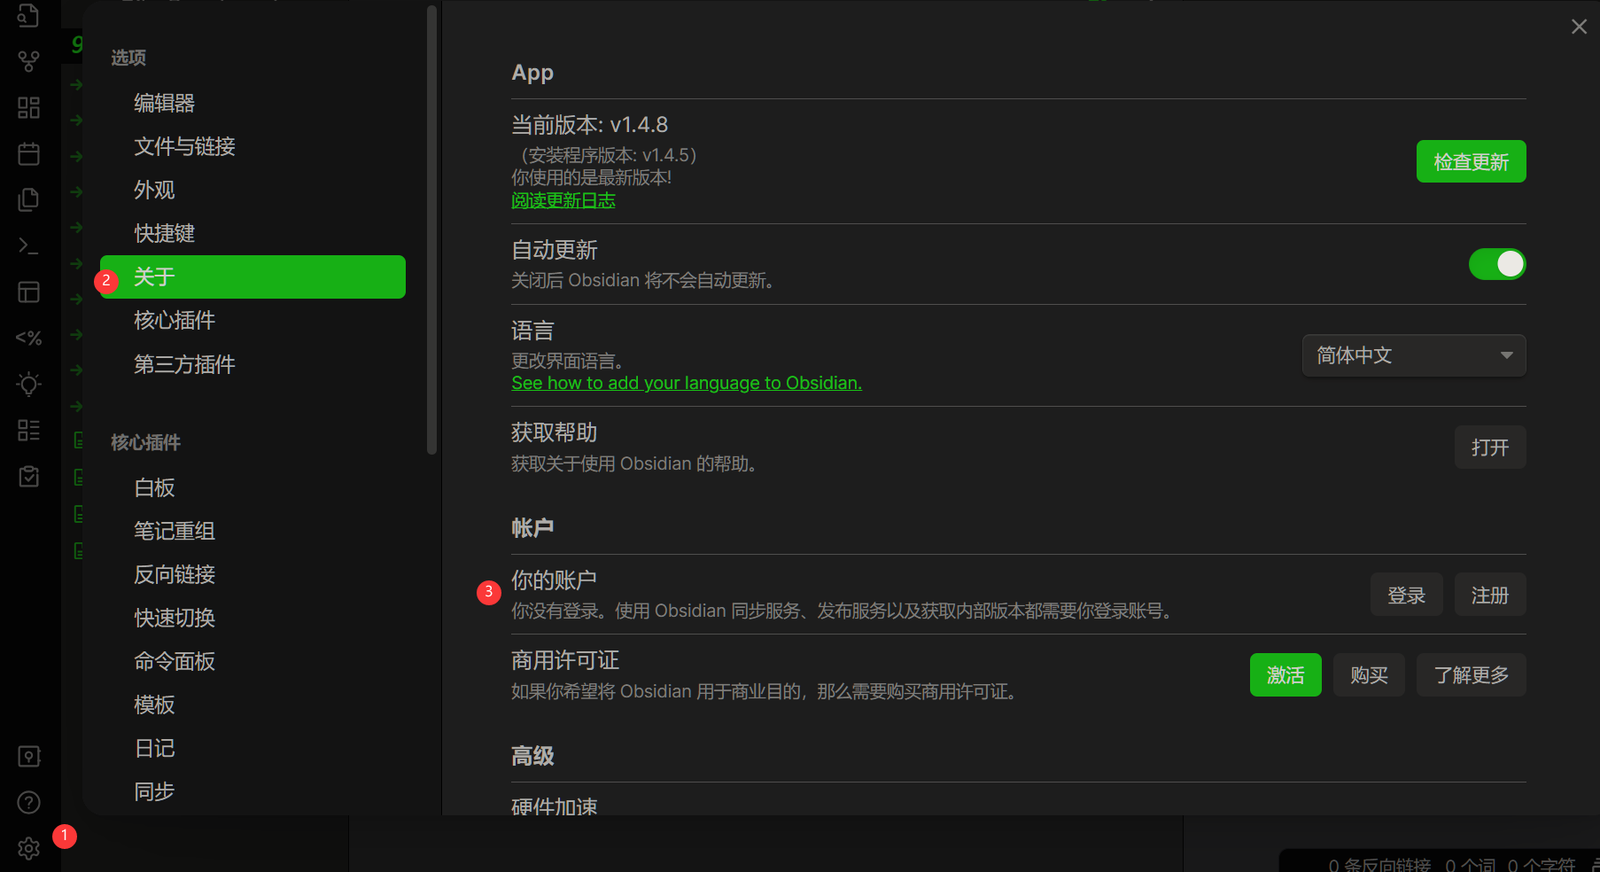 选项
编辑器
文件与链接
外观
快捷键
2 关于
核心插件
第三方插件
核心插件
白板
笔记重组
反向链接
快速切换
命令面板
模板
日记
同步
1
App
当前版本: v1.4.8
（安装程序版本: v1.4.5）
你使用的是最新版本!
阅读更新日志
检查更新
自动更新
关闭后 Obsidian 将不会自动更新。
语言
更改界面语言。
See how to add your language to Obsidian.
简体中文
获取帮助
获取关于使用 Obsidian 的帮助。
打开
帐户
3 你的账户
你没有登录。使用 Obsidian 同步服务、发布服务以及获取内部版本都需要你登录账号。
登录 注册
商用许可证
如果你希望将 Obsidian 用于商业目的，那么需要购买商用许可证。
激活 购买 了解更多
高级
硬件加速
0 条反向链接 0 个词 0 个字符